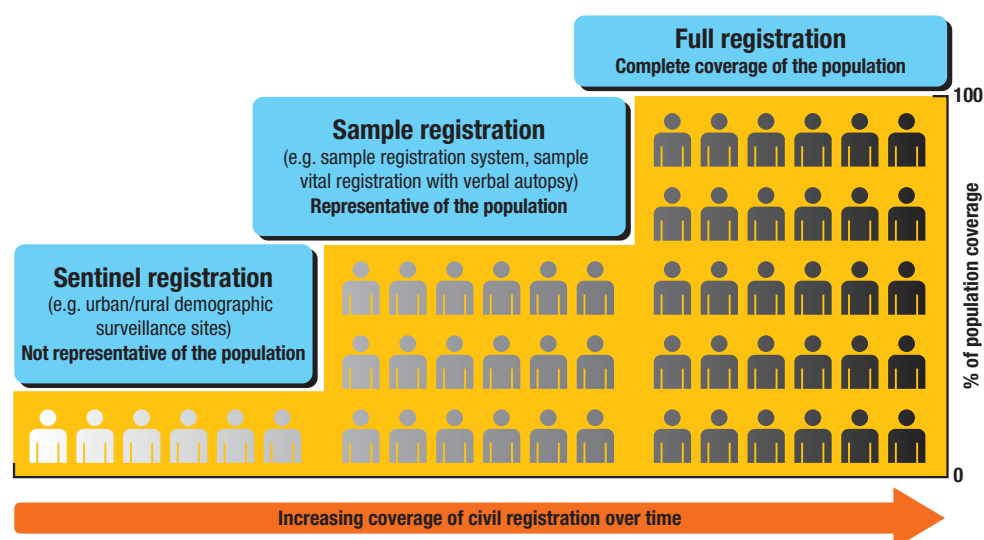 Full registration
Complete coverage of the population
100
Sample registration
(e.g. sample registration system, sample
vital registration with verbal autopsy)
Representative of the population
Sentinel registration
(e.g. urban/rural demographic
surveillance sites)
Not representative of the population
% of population coverage
0
Increasing coverage of civil registration over time